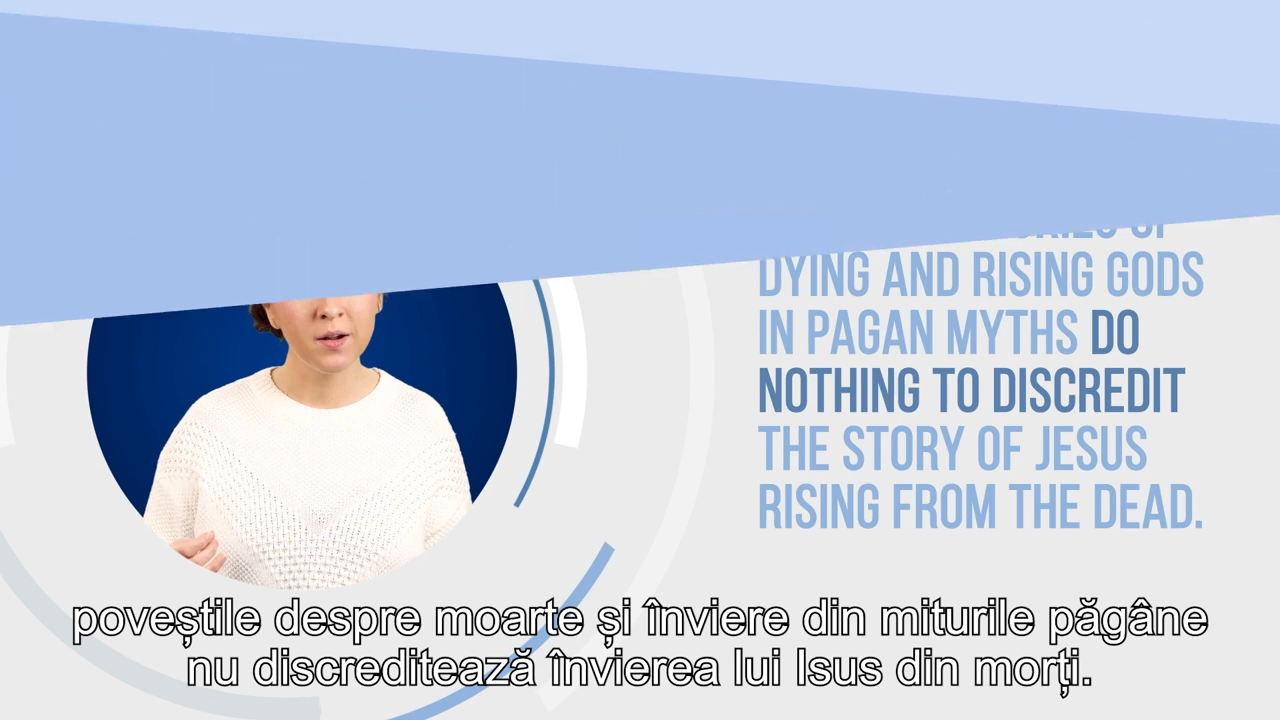 DYING AND RISING GODS
IN PAGAN MYTHS DO
NOTHING TO DISCREDIT
THE STORY OF JESUS
RISING FROM THE DEAD.
poveștile despre moarte și înviere din miturile păgâne
nu discreditează învierea lui Isus din morți.